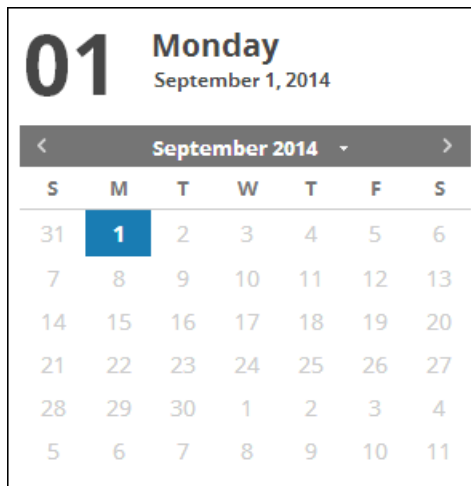 01
Monday
September 1, 2014
September 2014
S M T W T F S
31 1 2 3 4 5 6
7 8 9 10 11 12 13
14 15 16 17 18 19 20
21 22 23 24 25 26 27
28 29 30 1 2 3 4
5 6 7 8 9 10 11